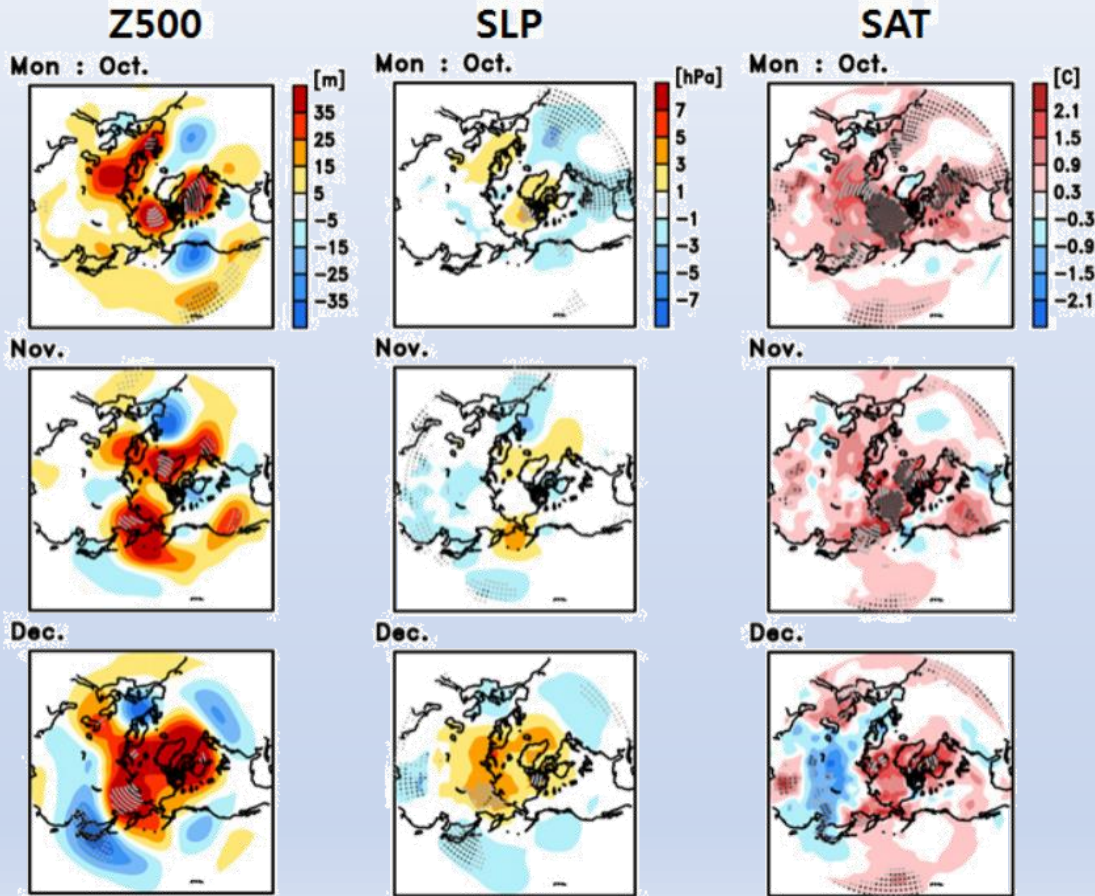 Z500 SLP SAT
Mon : Oct. Mon : Oct. Mon : Oct.
[m] [hPa] [C]
35 7 2.1
25 5 1.5
15 3 0.9
5 1 0.3
-5 -1 -0.3
-15 -3 -0.9
-25 -5 -1.5
-35 -7 -2.1
Nov. Nov. Nov.
Dec. Dec. Dec.